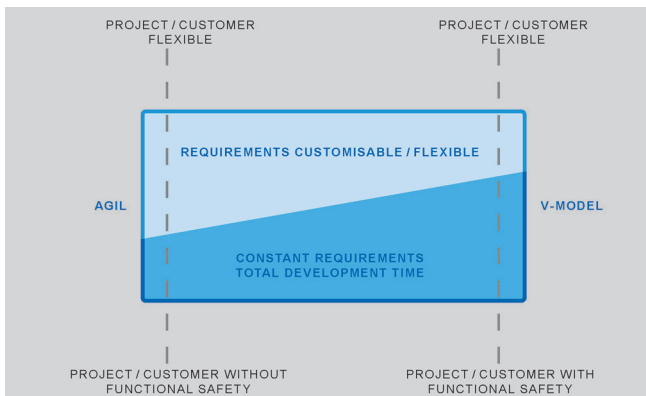 PROJECT / CUSTOMER
FLEXIBLE
PROJECT / CUSTOMER
FLEXIBLE
REQUIREMENTS CUSTOMISABLE / FLEXIBLE
AGIL
V-MODEL
CONSTANT REQUIREMENTS
TOTAL DEVELOPMENT TIME
PROJECT / CUSTOMER WITHOUT
FUNCTIONAL SAFETY
PROJECT / CUSTOMER WITH
FUNCTIONAL SAFETY